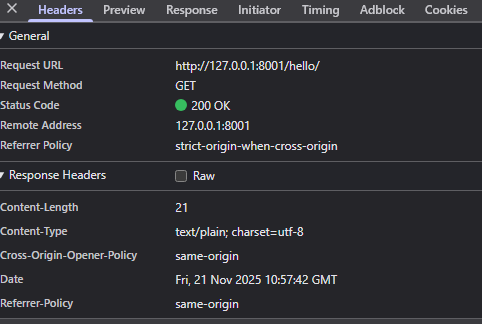 Headers Preview Response Initiator Timing Adblock Cookies
General
Request URL http://127.0.0.1:8001/hello/
Request Method GET
Status Code 200 OK
Remote Address 127.0.0.1:8001
Referrer Policy strict-origin-when-cross-origin
Response Headers Raw
Content-Length 21
Content-Type text/plain; charset=utf-8
Cross-Origin-Opener-Policy same-origin
Date Fri, 21 Nov 2025 10:57:42 GMT
Referrer-Policy same-origin